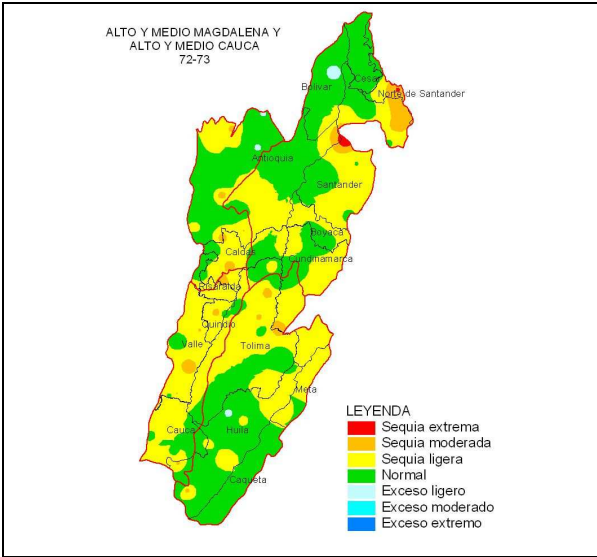 ALTO Y MEDIO MAGDALENA Y
ALTO Y MEDIO CAUCA
72-73
Cesar
Bolivar
Norte de Santander
Antioquia
Santander
Boyaca
Caldas
Cundinamarca
Risaralda
Quindio
Valle
Tolima
Meta
Cauca
Huila
Caqueta
LEYENDA
Sequia extrema
Sequia moderada
Sequia ligera
Normal
Exceso ligero
Exceso moderado
Exceso extremo